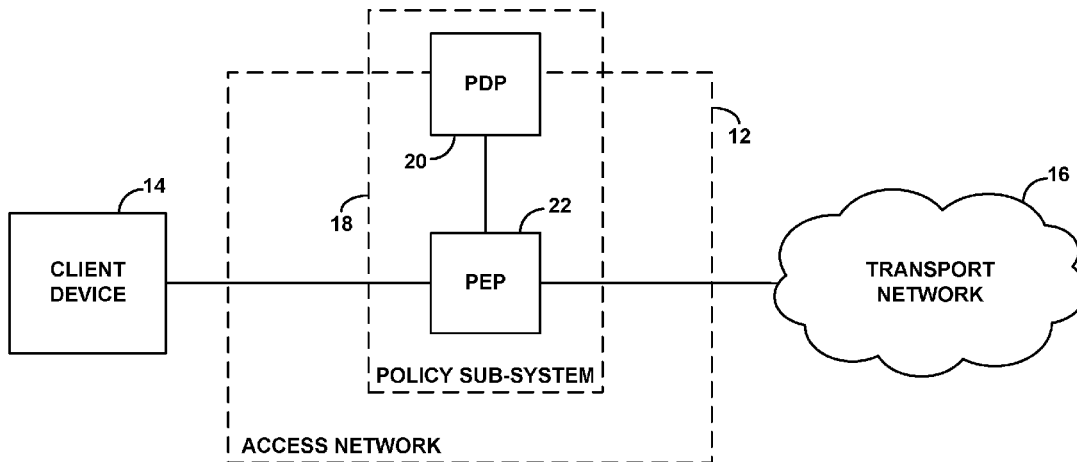 PDP
12
20
14
16
18
22
CLIENT
DEVICE
PEP
TRANSPORT
NETWORK
POLICY SUB-SYSTEM
ACCESS NETWORK